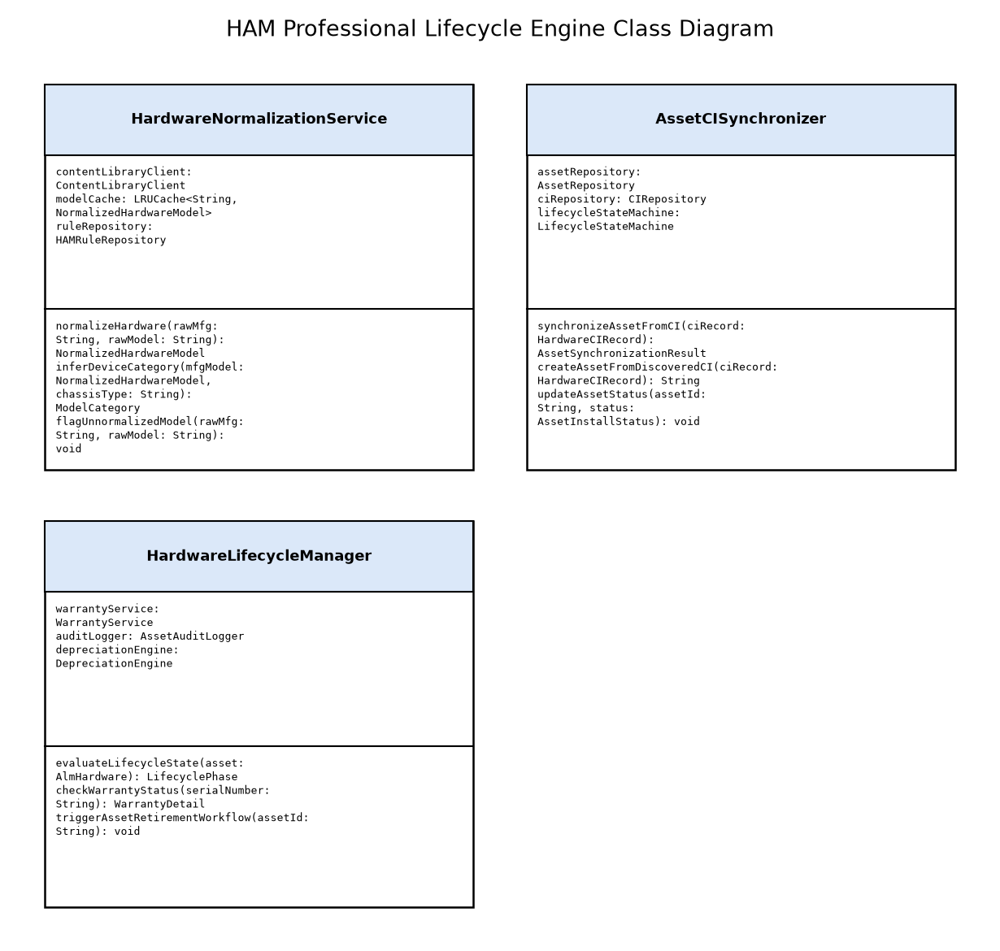 HAM Professional Lifecycle Engine Class Diagram
HardwareNormalizationService
contentLibraryClient:
ContentLibraryClient
modelCache: LRUCache<String,
NormalizedHardwareModel>
ruleRepository:
HAMRuleRepository
normalizeHardware(rawMfg:
String, rawModel: String):
NormalizedHardwareModel
inferDeviceCategory(mfgModel:
NormalizedHardwareModel,
chassisType: String):
ModelCategory
flagUnnormalizedModel(rawMfg:
String, rawModel: String):
void
AssetCISynchronizer
assetRepository:
AssetRepository
ciRepository: CIRepository
lifecycleStateMachine:
LifecycleStateMachine
synchronizeAssetFromCI(ciRecord:
HardwareCIRecord):
AssetSynchronizationResult
createAssetFromDiscoveredCI(ciRecord:
HardwareCIRecord): String
updateAssetStatus(assetId:
String, status:
AssetInstallStatus): void
HardwareLifecycleManager
warrantyService:
WarrantyService
auditLogger: AssetAuditLogger
depreciationEngine:
DepreciationEngine
evaluateLifecycleState(asset:
AlmHardware): LifecyclePhase
checkWarrantyStatus(serialNumber:
String): WarrantyDetail
triggerAssetRetirementWorkflow(assetId:
String): void